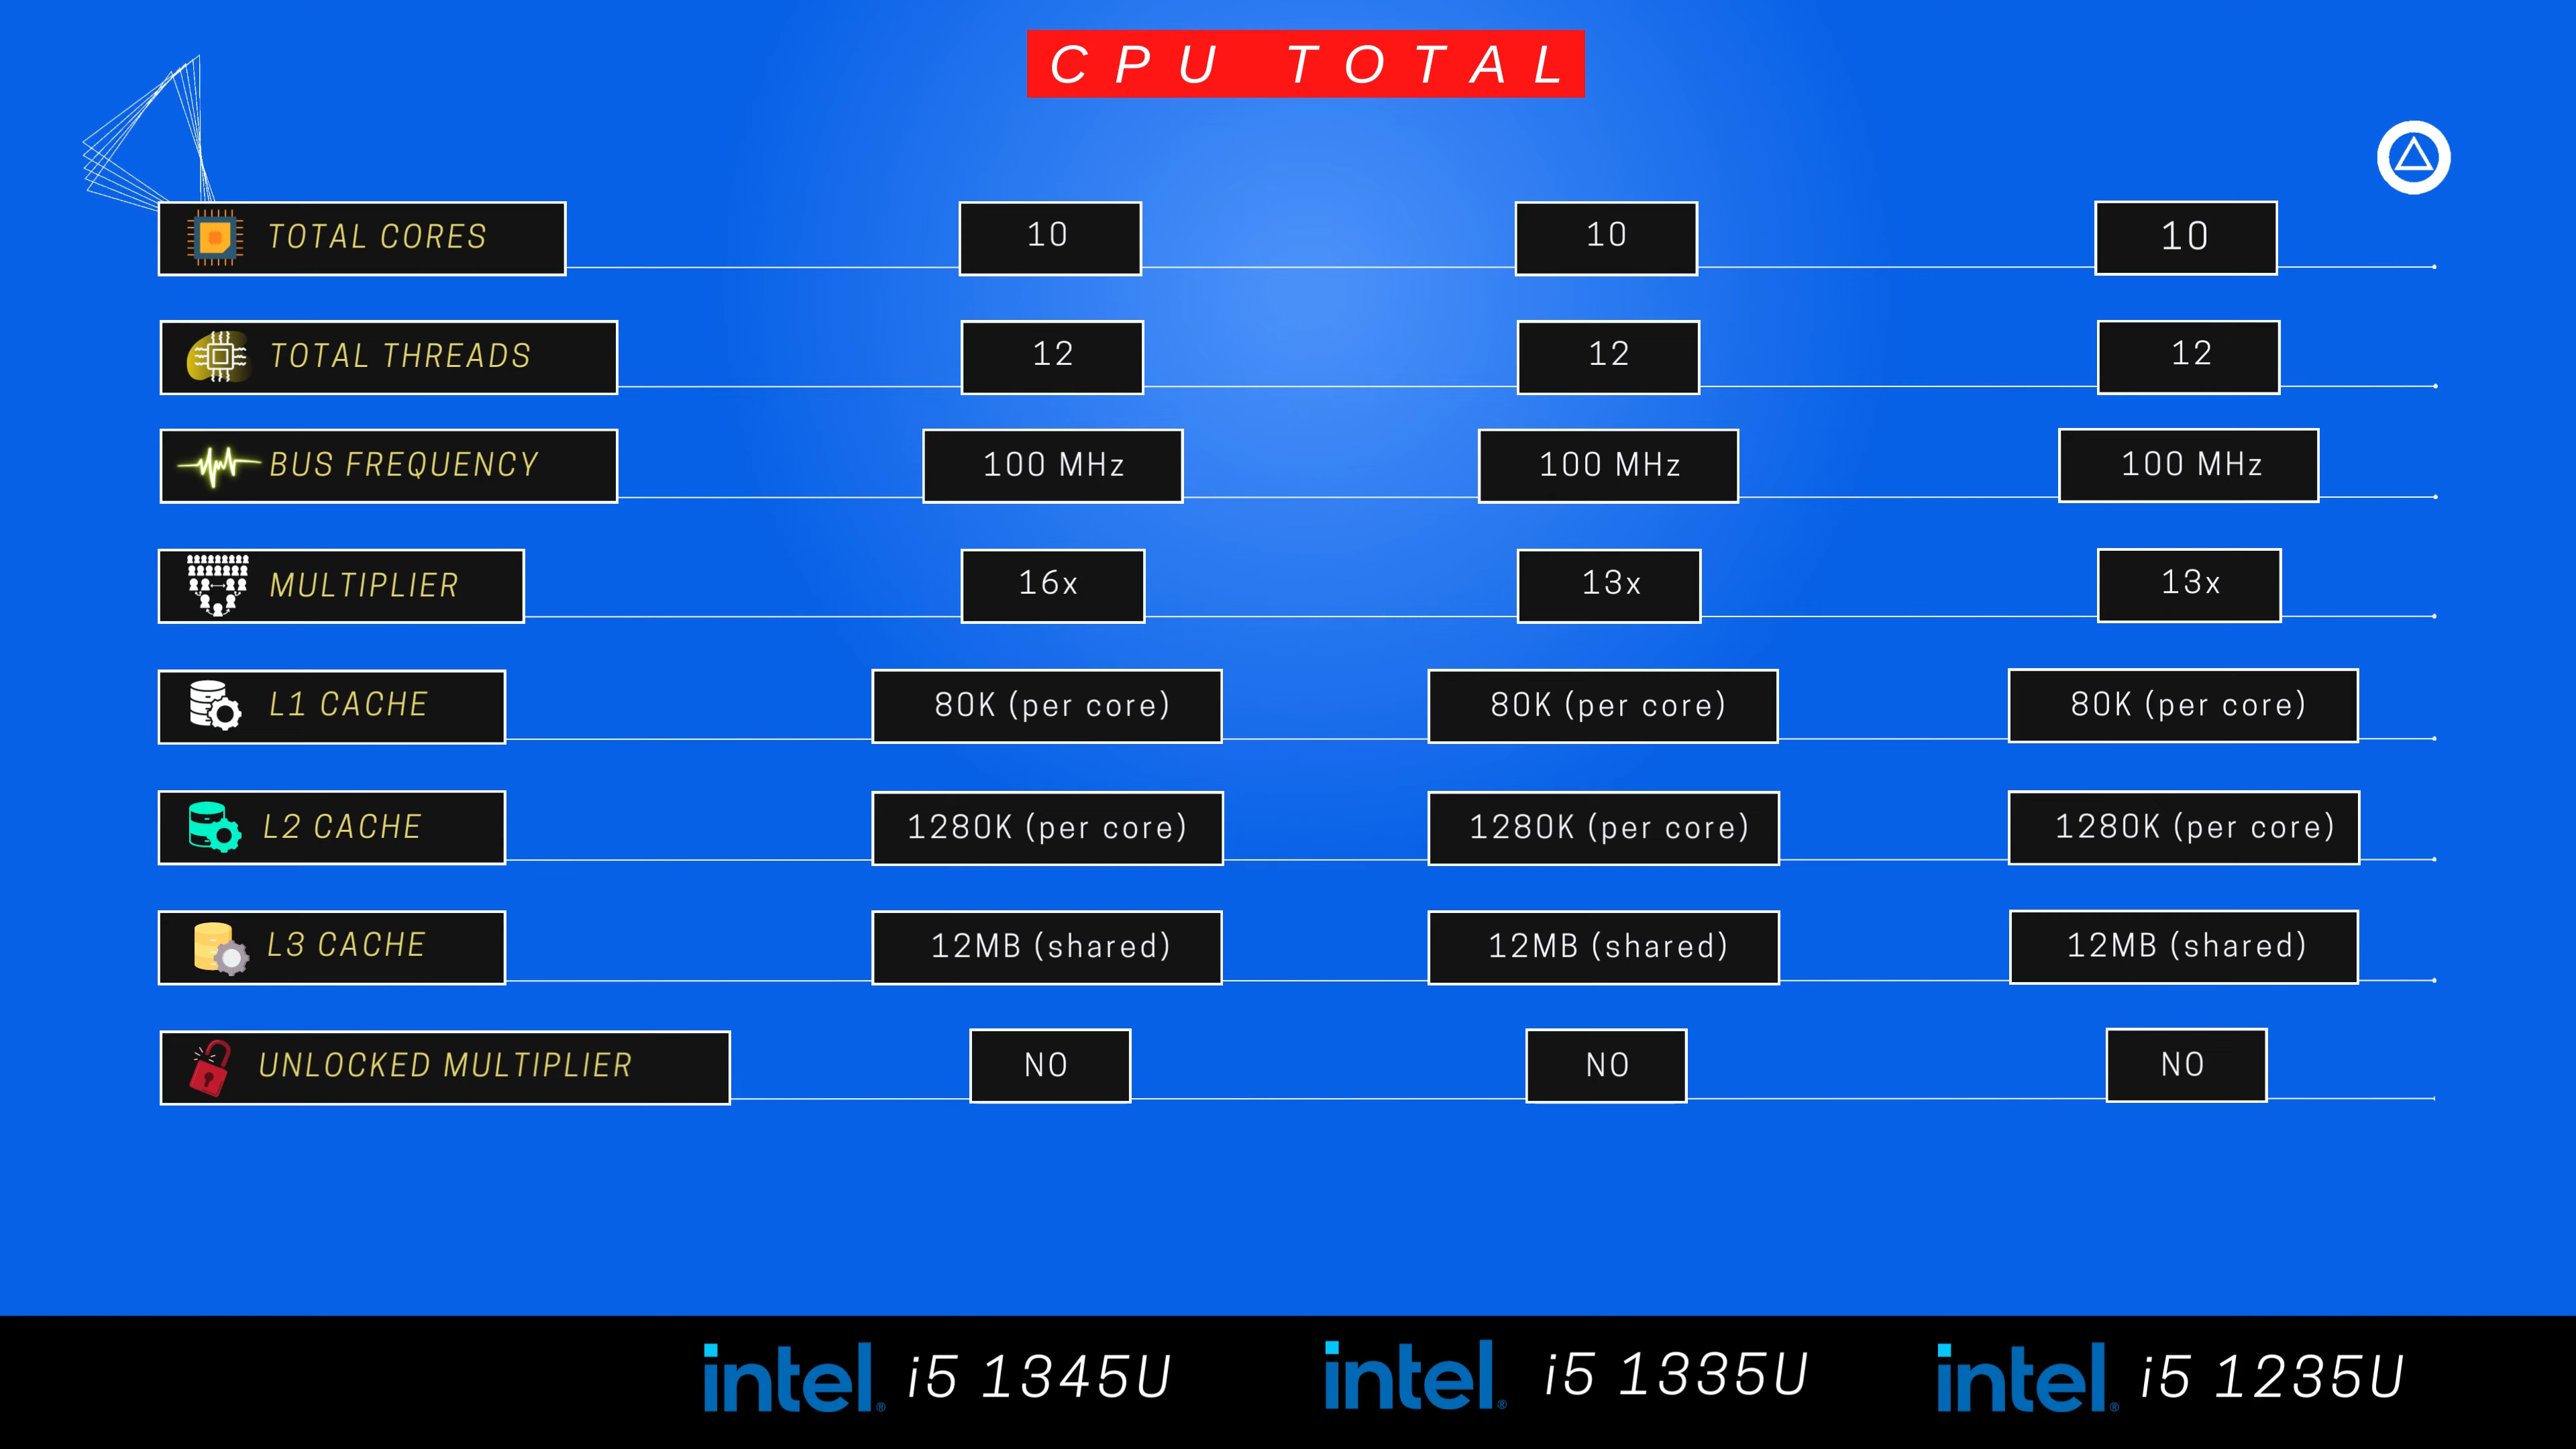 CPU TOTAL
TOTAL CORES 10 10 10
TOTAL THREADS 12 12 12
BUS FREQUENCY 100 MHz 100 MHz 100 MHz
MULTIPLIER 16x 13x 13x
L1 CACHE 80K (per core) 80K (per core) 80K (per core)
L2 CACHE 1280K (per core) 1280K (per core) 1280K (per core)
L3 CACHE 12MB (shared) 12MB (shared) 12MB (shared)
UNLOCKED MULTIPLIER NO NO NO
intel® i5 1345U intel® i5 1335U intel® i5 1235U